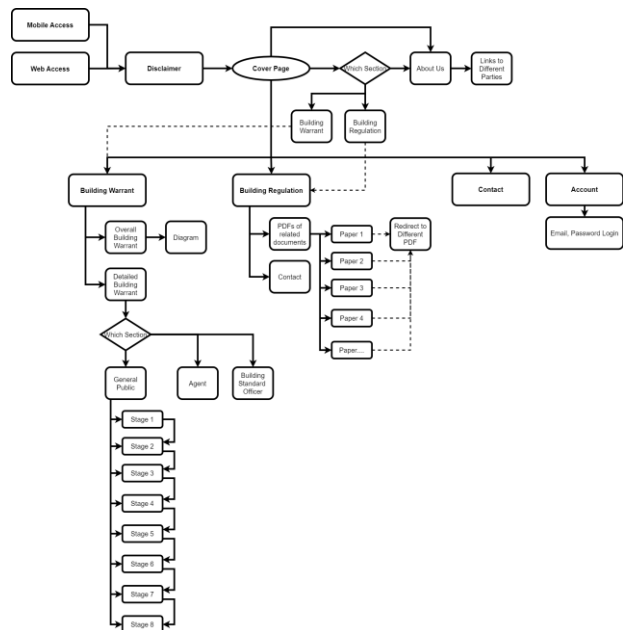 Mobile Access
Web Access
Disclaimer
Cover Page
Which Section
About Us
Links to
Different
Parties
Building
Warrant
Building
Regulation
Building Warrant
Building Regulation
Contact
Account
Overall
Building
Warrant
Diagram
PDFs of
related
documents
Paper 1
Redirect to
Different
PDF
Email, Password Login
Paper 2
Detailed
Building
Warrant
Contact
Paper 3
Paper 4
Which Section
Paper....
General
Public
Agent
Building
Standard
Officer
Stage 1
Stage 2
Stage 3
Stage 4
Stage 5
Stage 6
Stage 7
Stage 8